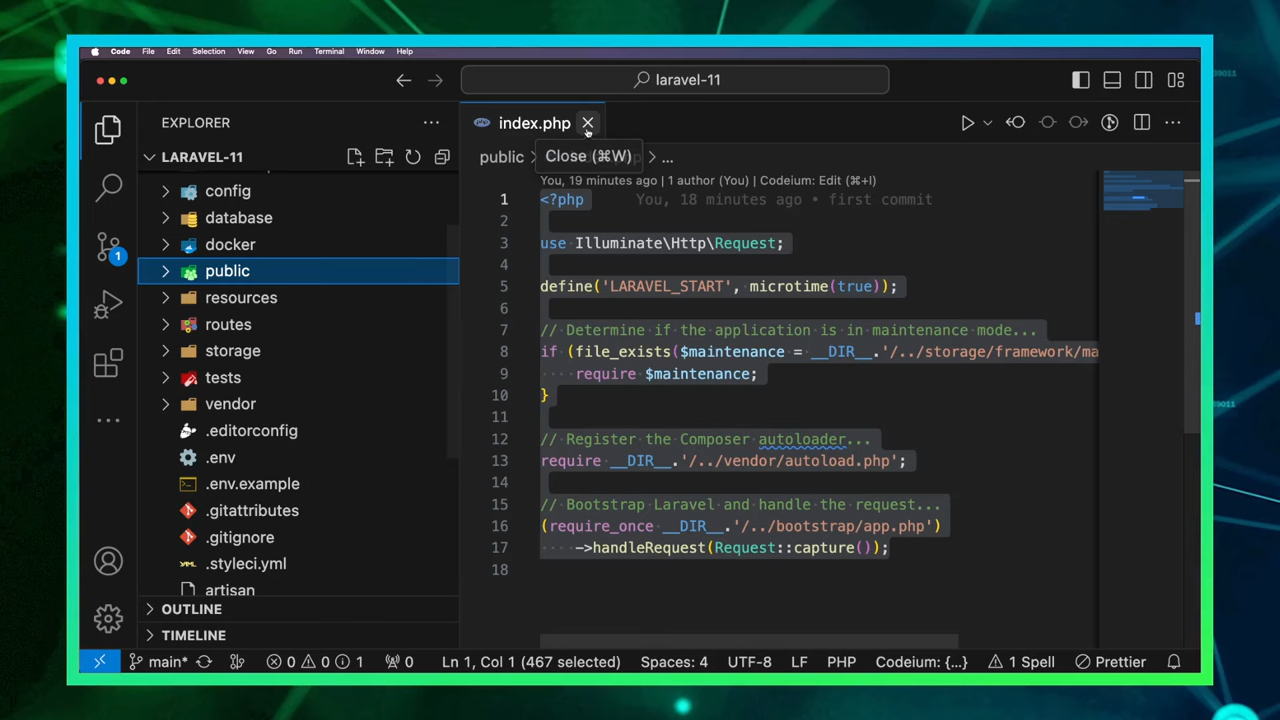 Code File Edit Selection View Go Run Terminal Window Help
laravel-11
EXPLORER
LARAVEL-11
config
database
docker
public
resources
routes
storage
tests
vendor
.editorconfig
.env
.env.example
.gitattributes
.gitignore
.styleci.yml
artisan
OUTLINE
TIMELINE
1
index.php
public > Close (⌘W) > ...
You, 19 minutes ago | 1 author (You) | Codeium: Edit (⌘+I)
1 <?php You, 18 minutes ago • first commit
2
3 use Illuminate\Http\Request;
4
5 define('LARAVEL_START', microtime(true));
6
7 // Determine if the application is in maintenance mode...
8 if (file_exists($maintenance = __DIR__.'/../storage/framework/ma
9 require $maintenance;
10 }
11
12 // Register the Composer autoloader...
13 require __DIR__.'/../vendor/autoload.php';
14
15 // Bootstrap Laravel and handle the request...
16 (require_once __DIR__.'/../bootstrap/app.php')
17 ->handleRequest(Request::capture());
18
main* 0 0 1 0 Ln 1, Col 1 (467 selected) Spaces: 4 UTF-8 LF PHP Codeium: {...} 1 Spell Prettier